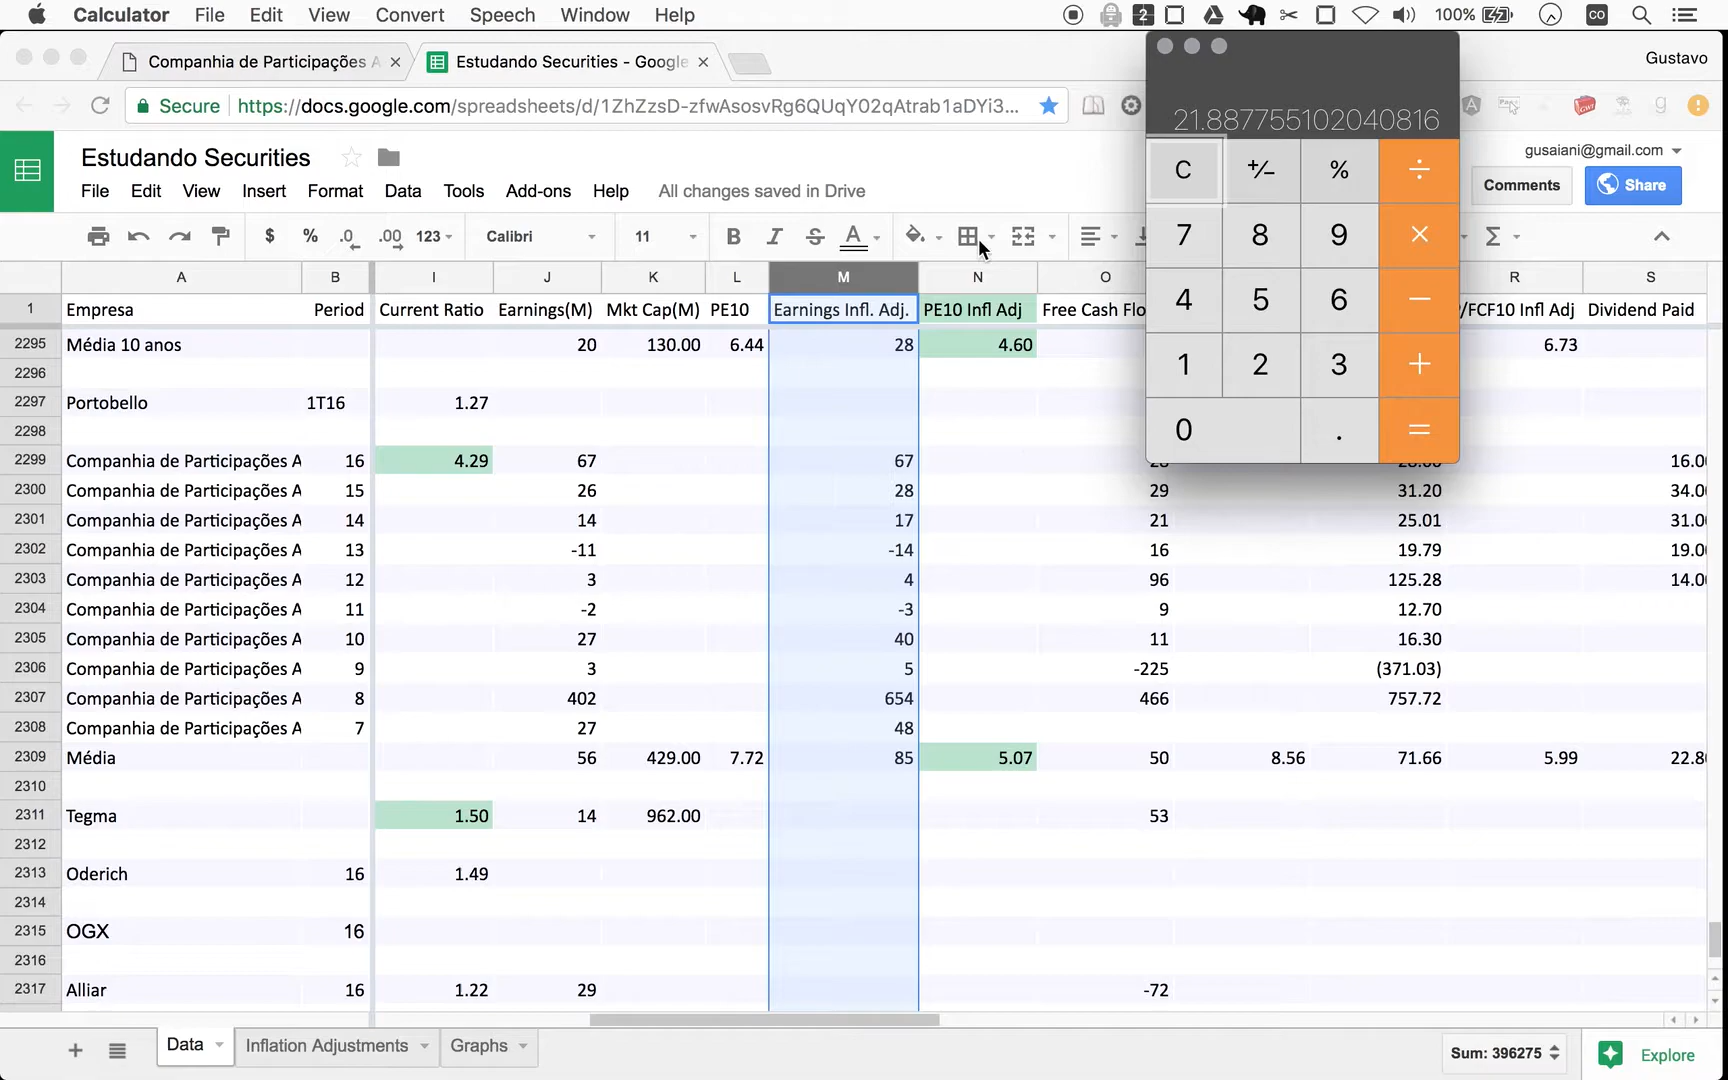 Calculator File Edit View Convert Speech Window Help 2 100% CO
Companhia de Participações A Estudando Securities - Google Gustavo
Secure https://docs.google.com/spreadsheets/d/1ZhZzsD-zfwAsosvRg6QUqY02qAtrab1aDYi3...
21.887755102040816
Estudando Securities gusaiani@gmail.com
File Edit View Insert Format Data Tools Add-ons Help All changes saved in Drive Comments Share
$ % .0 .00 123 Calibri 11 B I S A Σ
C +/- % ÷
7 8 9 ×
4 5 6 −
1 2 3 +
0 . =
A B I J K L M N O R S
1 Empresa Period Current Ratio Earnings(M) Mkt Cap(M) PE10 Earnings Infl. Adj. PE10 Infl Adj Free Cash Flo /FCF10 Infl Adj Dividend Paid
2295 Média 10 anos 20 130.00 6.44 28 4.60 6.73
2296
2297 Portobello 1T16 1.27
2298
2299 Companhia de Participações A 16 4.29 67 67 16.0
2300 Companhia de Participações A 15 26 28 29 31.20 34.0
2301 Companhia de Participações A 14 14 17 21 25.01 31.0
2302 Companhia de Participações A 13 -11 -14 16 19.79 19.0
2303 Companhia de Participações A 12 3 4 96 125.28 14.0
2304 Companhia de Participações A 11 -2 -3 9 12.70
2305 Companhia de Participações A 10 27 40 11 16.30
2306 Companhia de Participações A 9 3 5 -225 (371.03)
2307 Companhia de Participações A 8 402 654 466 757.72
2308 Companhia de Participações A 7 27 48
2309 Média 56 429.00 7.72 85 5.07 50 8.56 71.66 5.99 22.8
2310
2311 Tegma 1.50 14 962.00 53
2312
2313 Oderich 16 1.49
2314
2315 OGX 16
2316
2317 Alliar 16 1.22 29 -72
+ Data Inflation Adjustments Graphs Sum: 396275 Explore